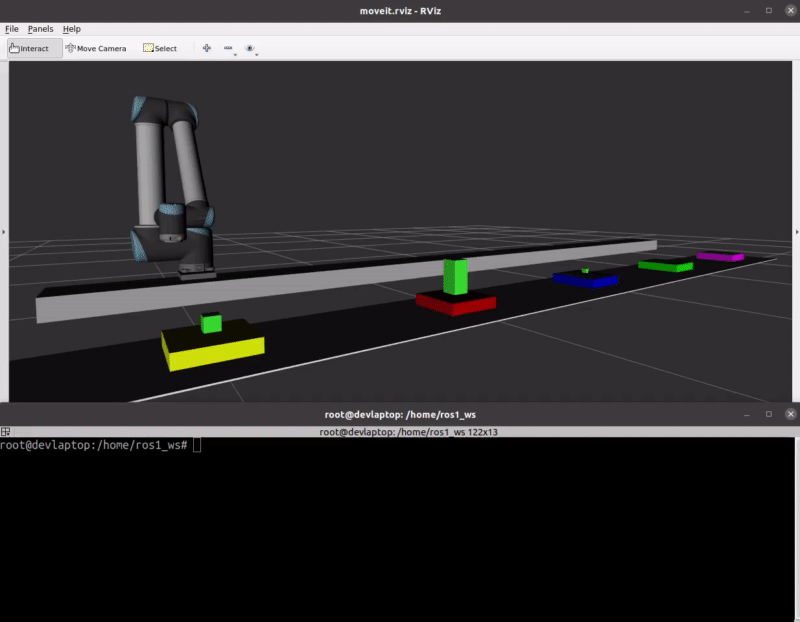 moveit.rviz - RViz
File Panels Help
Interact Move Camera Select
root@devlaptop: /home/ros1_ws
root@devlaptop: /home/ros1_ws 122x13
root@devlaptop:/home/ros1_ws#